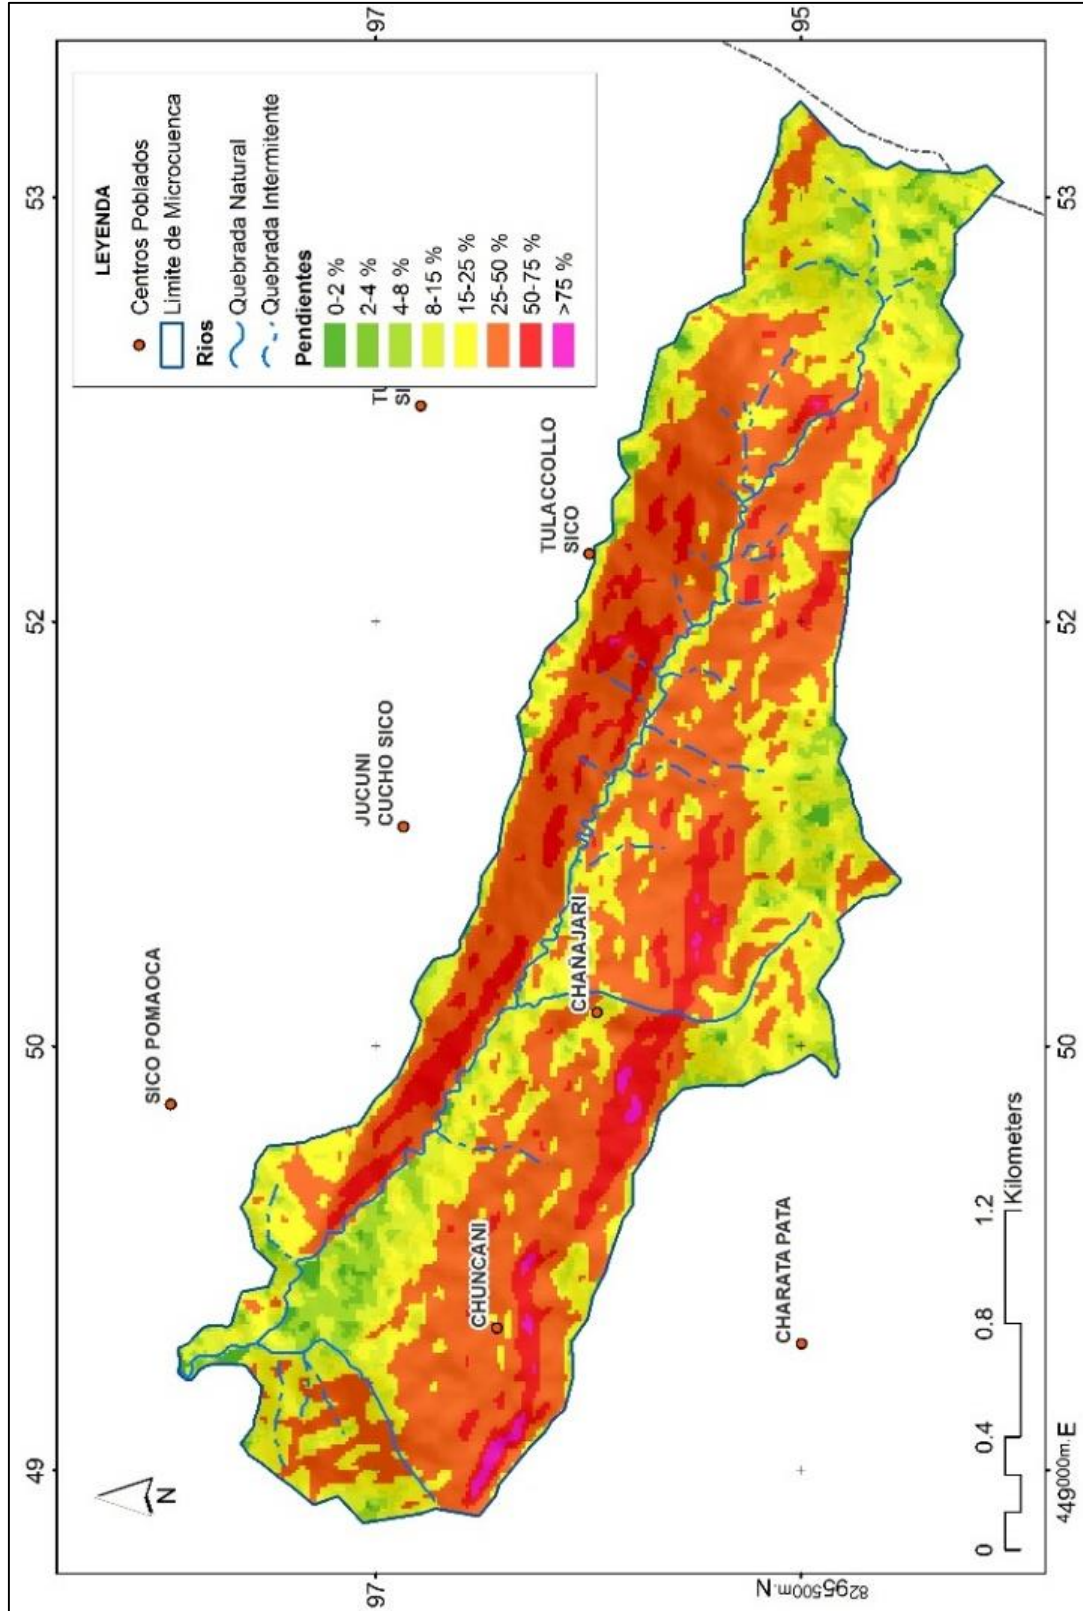 49
50
52
53
N
SICO POMAOCA
LEYENDA
Centros Poblados
Limite de Microcuenca
Rios
Quebrada Natural
Quebrada Intermitente
Pendientes
0-2 %
2-4 %
4-8 %
8-15 %
15-25 %
25-50 %
50-75 %
>75 %
97
97
JUCUNI
CUCHO SICO
TU
SI
TULACCOLLO
SICO
CHUNCANI
CHAÑAJARI
CHARATA PATA
8295500m.N
95
0
0.4
0.8
1.2
Kilometers
449000m.E
50
52
53